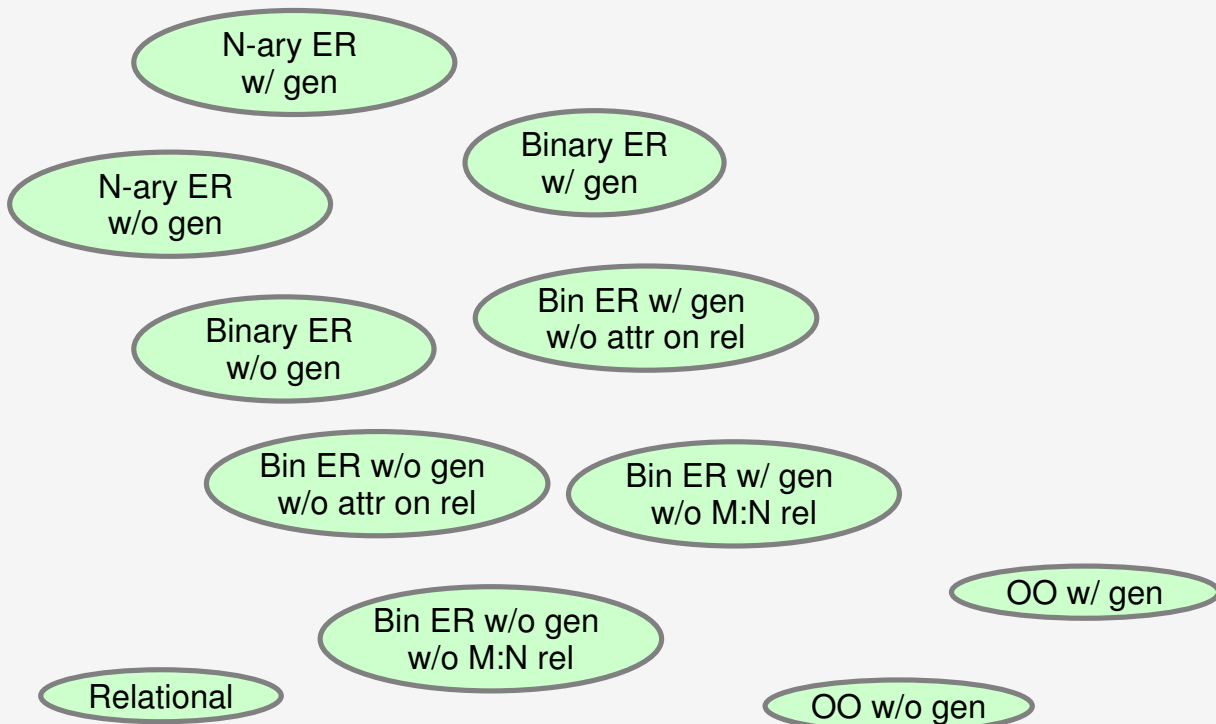 N-ary ER
w/ gen
Binary ER
w/ gen
N-ary ER
w/o gen
Bin ER w/ gen
w/o attr on rel
Binary ER
w/o gen
Bin ER w/o gen
w/o attr on rel
Bin ER w/ gen
w/o M:N rel
OO w/ gen
Bin ER w/o gen
w/o M:N rel
Relational
OO w/o gen